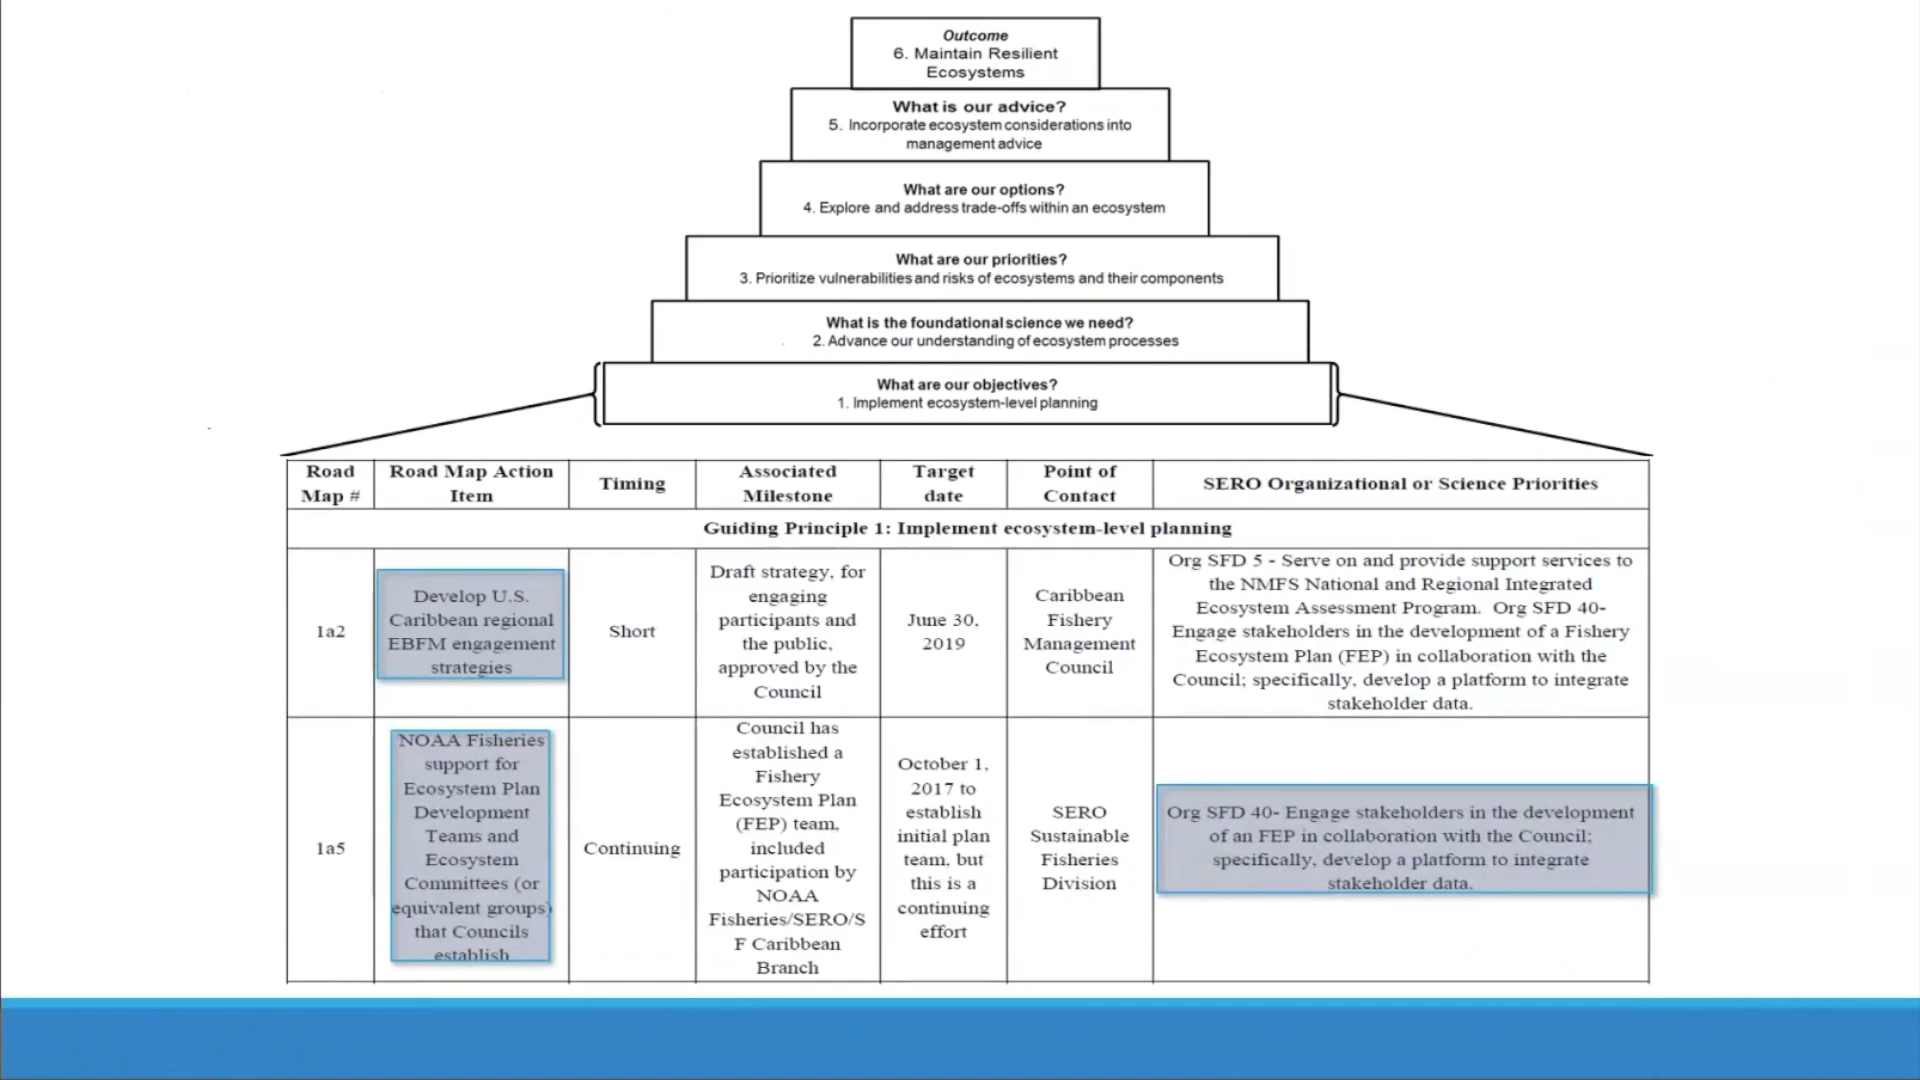 Outcome
6. Maintain Resilient
Ecosystems
What is our advice?
5. Incorporate ecosystem considerations into
management advice
What are our options?
4. Explore and address trade-offs within an ecosystem
What are our priorities?
3. Prioritize vulnerabilities and risks of ecosystems and their components
What is the foundational science we need?
2. Advance our understanding of ecosystem processes
What are our objectives?
1. Implement ecosystem-level planning
Road
Map #
Road Map Action
Item
Timing
Associated
Milestone
Target
date
Point of
Contact
SERO Organizational or Science Priorities
Guiding Principle 1: Implement ecosystem-level planning
1a2
Develop U.S.
Caribbean regional
EBFM engagement
strategies
Short
Draft strategy, for
engaging
participants and
the public,
approved by the
Council
June 30,
2019
Caribbean
Fishery
Management
Council
Org SFD 5 - Serve on and provide support services to
the NMFS National and Regional Integrated
Ecosystem Assessment Program. Org SFD 40-
Engage stakeholders in the development of a Fishery
Ecosystem Plan (FEP) in collaboration with the
Council; specifically, develop a platform to integrate
stakeholder data.
1a5
NOAA Fisheries
support for
Ecosystem Plan
Development
Teams and
Ecosystem
Committees (or
equivalent groups)
that Councils
establish
Continuing
Council has
established a
Fishery
Ecosystem Plan
(FEP) team,
included
participation by
NOAA
Fisheries/SERO/S
F Caribbean
Branch
October 1,
2017 to
establish
initial plan
team, but
this is a
continuing
effort
SERO
Sustainable
Fisheries
Division
Org SFD 40- Engage stakeholders in the development
of an FEP in collaboration with the Council;
specifically, develop a platform to integrate
stakeholder data.